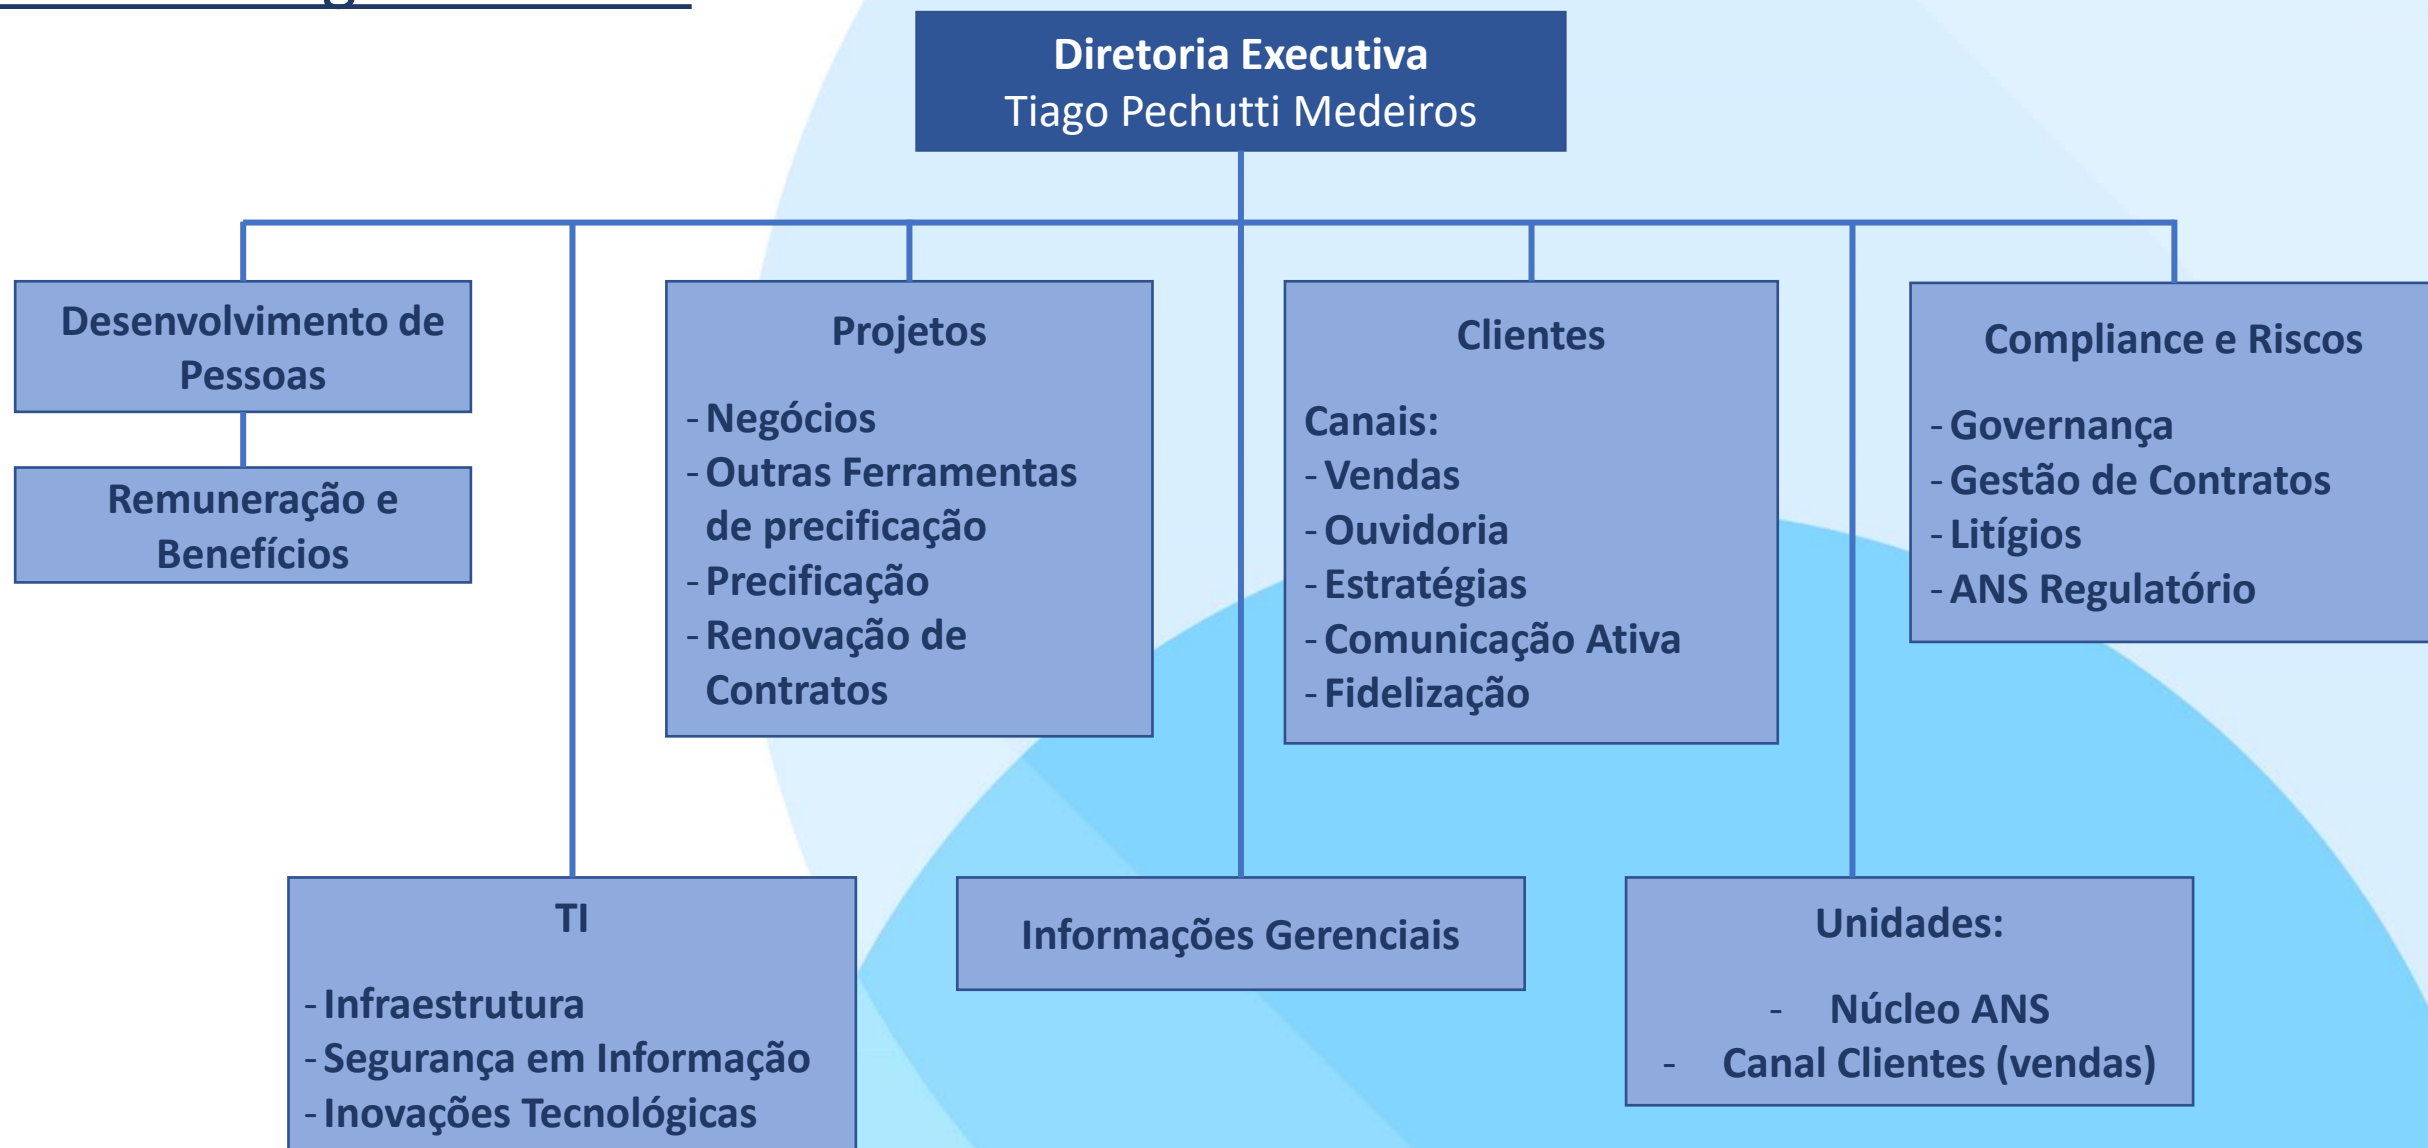 Diretoria Executiva
Tiago Pechutti Medeiros
Desenvolvimento de
Pessoas
Remuneração e
Benefícios
Projetos
- Negócios
- Outras Ferramentas
de precificação
- Precificação
- Renovação de
Contratos
Clientes
Canais:
- Vendas
- Ouvidoria
- Estratégias
- Comunicação Ativa
- Fidelização
Compliance e Riscos
- Governança
- Gestão de Contratos
- Litígios
- ANS Regulatório
TI
- Infraestrutura
- Segurança em Informação
- Inovações Tecnológicas
Informações Gerenciais
Unidades:
- Núcleo ANS
- Canal Clientes (vendas)